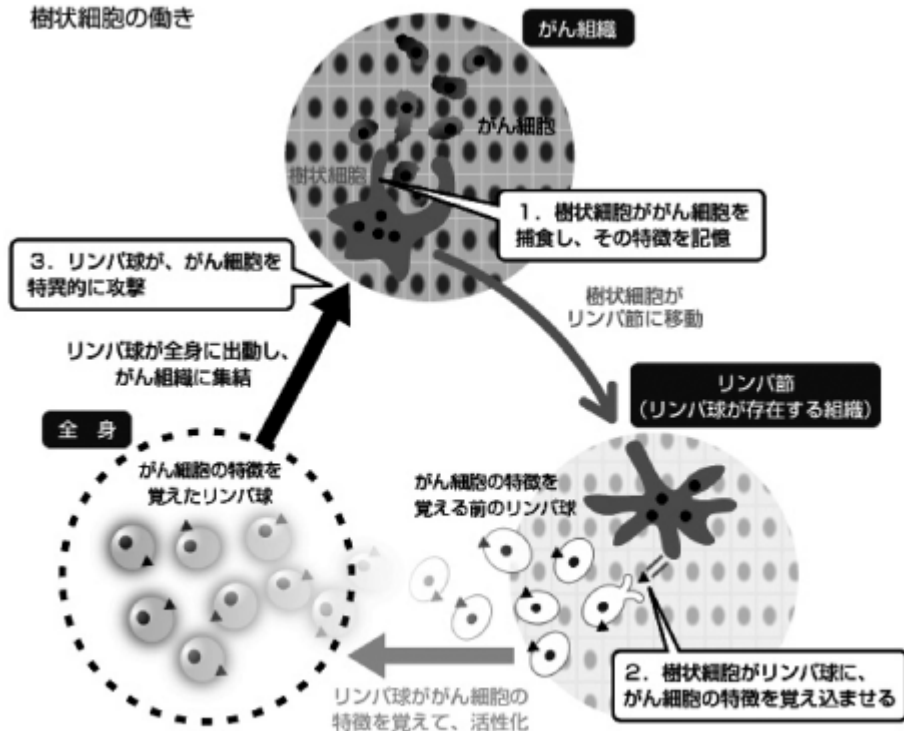 樹状細胞の働き
がん組織
がん細胞
樹状細胞
1．樹状細胞ががん細胞を
捕食し、その特徴を記憶
3．リンパ球が、がん細胞を
特異的に攻撃
樹状細胞が
リンパ節に移動
リンパ球が全身に出動し、
がん組織に集結
リンパ節
（リンパ球が存在する組織）
全　身
がん細胞の特徴を
覚えたリンパ球
がん細胞の特徴を
覚える前のリンパ球
2．樹状細胞がリンパ球に、
がん細胞の特徴を覚え込ませる
リンパ球ががん細胞の
特徴を覚えて、活性化